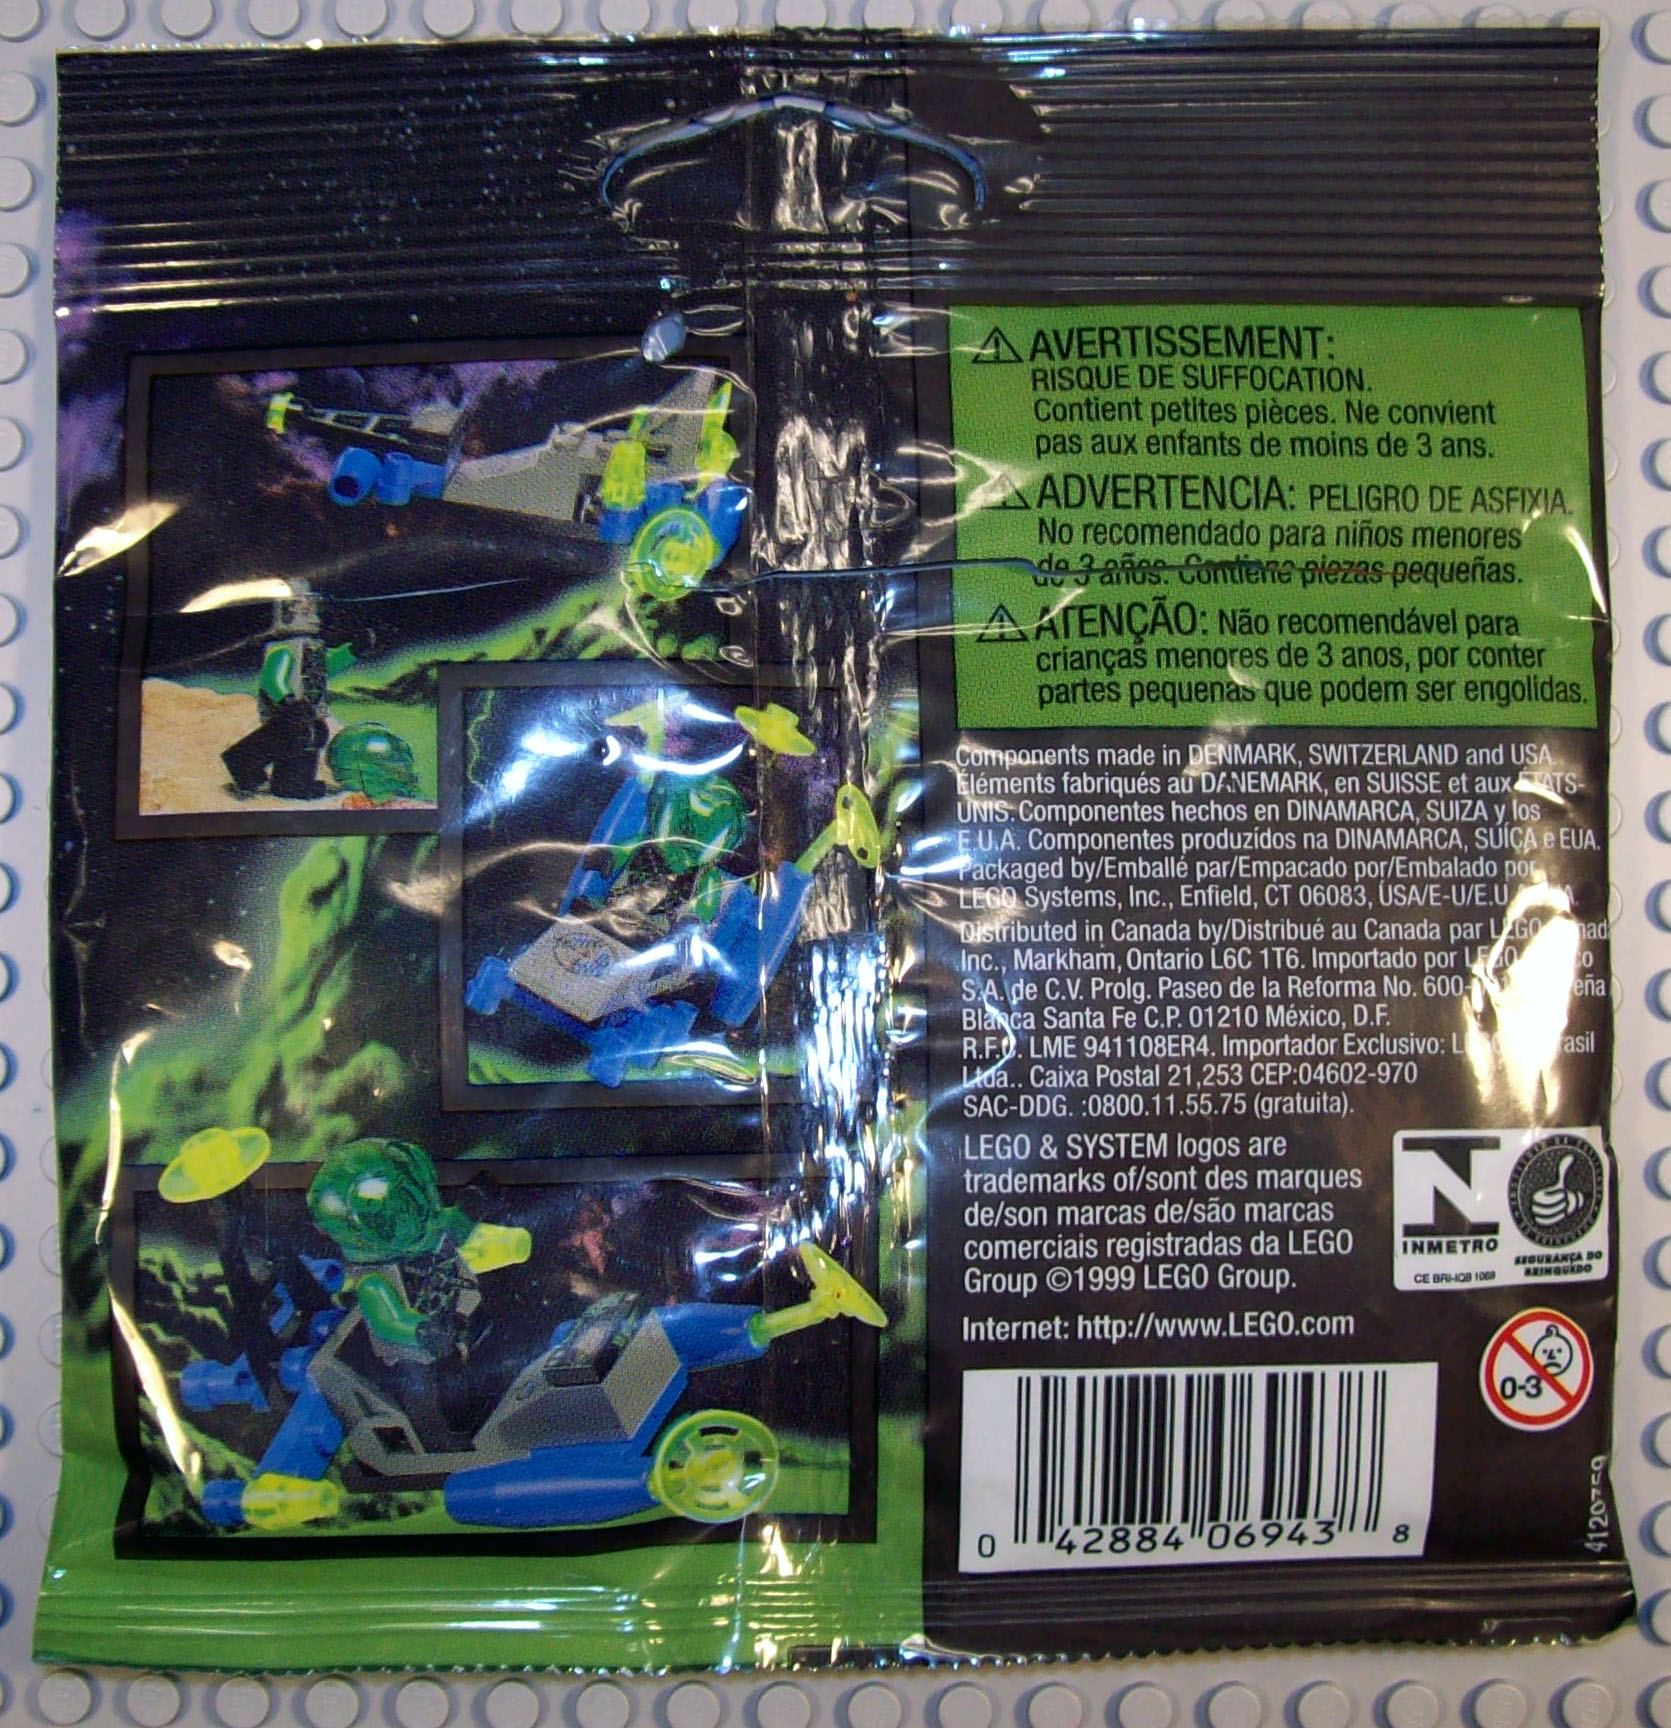 AVERTISSEMENT:
RISQUE DE SUFFOCATION.
Contient petites pièces. Ne convient
pas aux enfants de moins de 3 ans.
ADVERTENCIA: PELIGRO DE ASFIXIA.
No recomendado para niños menores
de 3 años. Contiene piezas pequeñas.
ATENÇÃO: Não recomendável para
crianças menores de 3 anos, por conter
partes pequenas que podem ser engolidas.
Components made in DENMARK, SWITZERLAND and USA.
Éléments fabriqués au DANEMARK, en SUISSE et aux ÉTATS-
UNIS. Componentes hechos en DINAMARCA, SUIZA y los
E.U.A. Componentes produzidos na DINAMARCA, SUÍÇA e EUA.
Packaged by/Emballé par/Empacado por/Embalado por
LEGO Systems, Inc., Enfield, CT 06083, USA/E-U/E.U.
Distributed in Canada by/Distribué au Canada par LEGO
Inc., Markham, Ontario L6C 1T6. Importado por LEGO
S.A. de C.V. Prolg. Paseo de la Reforma No. 600-
Blanca Santa Fe C.P. 01210 México, D.F.
R.F.C. LME 941108ER4. Importador Exclusivo:
Ltda.. Caixa Postal 21,253 CEP:04602-970
SAC-DDG. :0800.11.55.75 (gratuita).
LEGO & SYSTEM logos are
trademarks of/sont des marques
de/son marcas de/são marcas
comerciais registradas da LEGO
Group ©1999 LEGO Group.
Internet: http://www.LEGO.com
N
INMETRO
CE BRI-IQB 1069
SEGURANÇA DO
BRINQUEDO
0-3
0 42884 06943 8
4120759